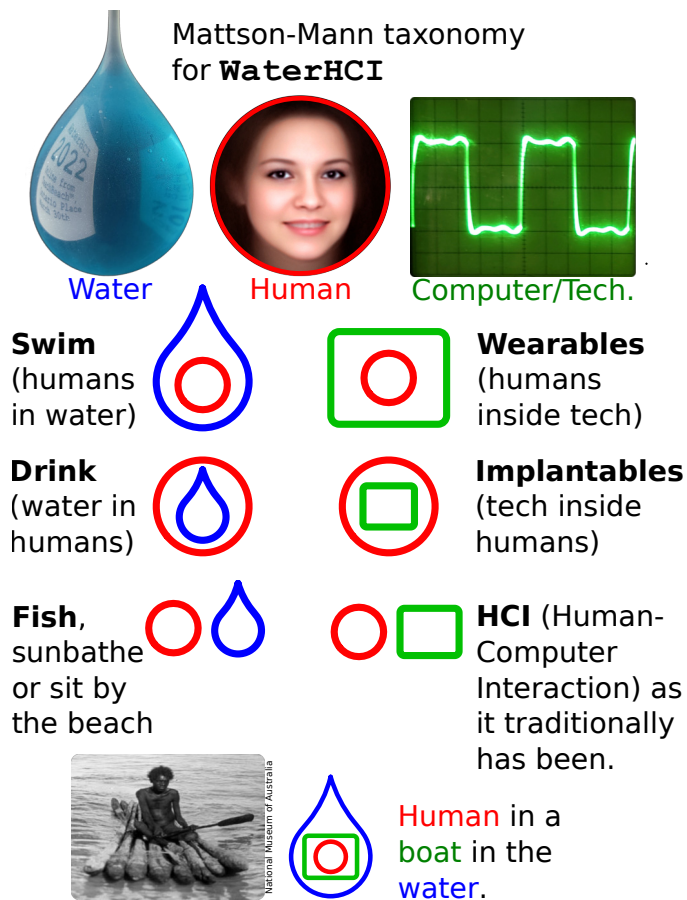 Mattson-Mann taxonomy
for WaterHCI
2022
Water
Human
Computer/Tech.
Swim
(humans
in water)
Wearables
(humans
inside tech)
Drink
(water in
humans)
Implantables
(tech inside
humans)
Fish,
sunbathe
or sit by
the beach
HCI (Human-
Computer
Interaction) as
it traditionally
has been.
National Museum of Australia
Human in a
boat in the
water.